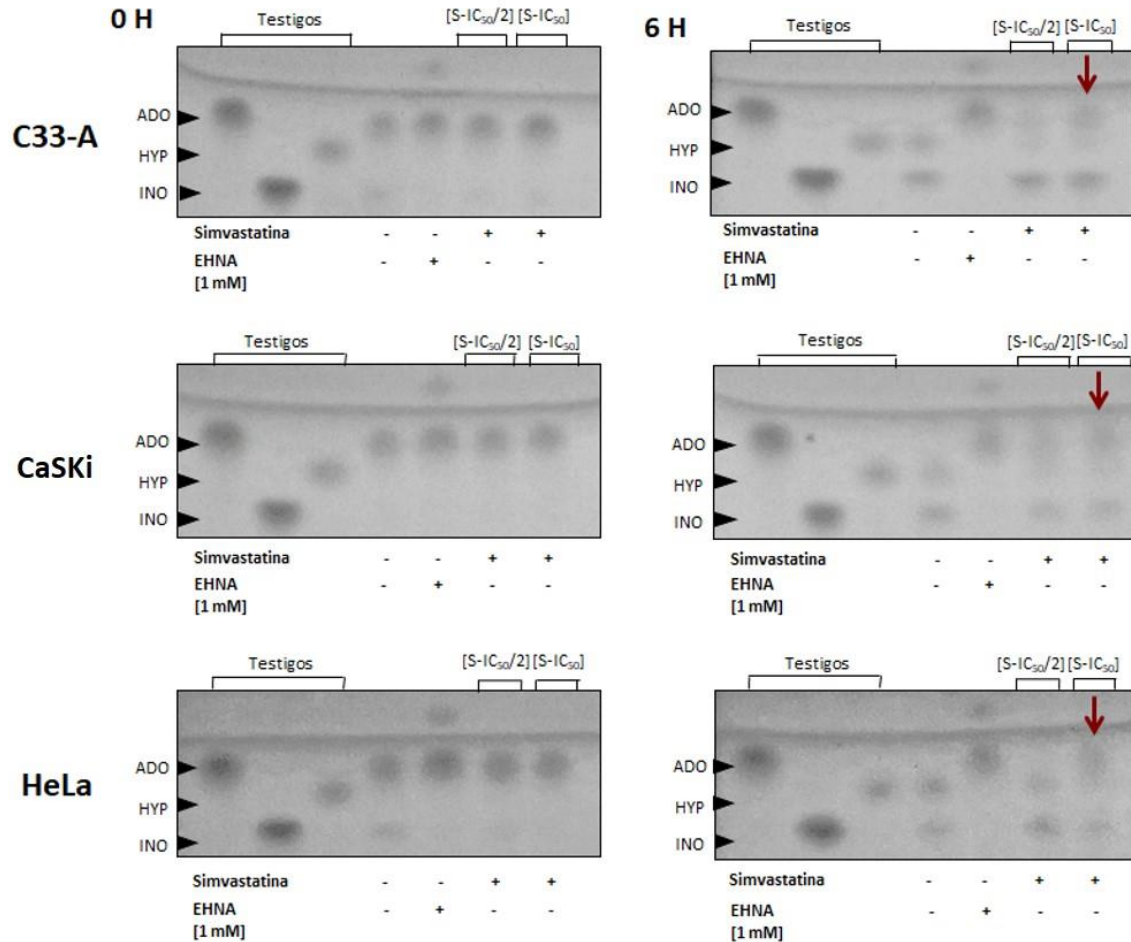 0 H
Testigos
[S-IC₅₀/2] [S-IC₅₀]
C33-A
ADO
HYP
INO
Simvastatina - - + +
EHNA - + - -
[1 mM]
6 H
Testigos
[S-IC₅₀/2] [S-IC₅₀]
ADO
HYP
INO
Simvastatina - - + +
EHNA - + - -
[1 mM]
Testigos
[S-IC₅₀/2] [S-IC₅₀]
CaSKi
ADO
HYP
INO
Simvastatina - - + +
EHNA - + - -
[1 mM]
Testigos
[S-IC₅₀/2] [S-IC₅₀]
ADO
HYP
INO
Simvastatina - - + +
EHNA - + - -
[1 mM]
Testigos
[S-IC₅₀/2] [S-IC₅₀]
HeLa
ADO
HYP
INO
Simvastatina - - + +
EHNA - + - -
[1 mM]
Testigos
[S-IC₅₀/2] [S-IC₅₀]
ADO
HYP
INO
Simvastatina - - + +
EHNA - + - -
[1 mM]